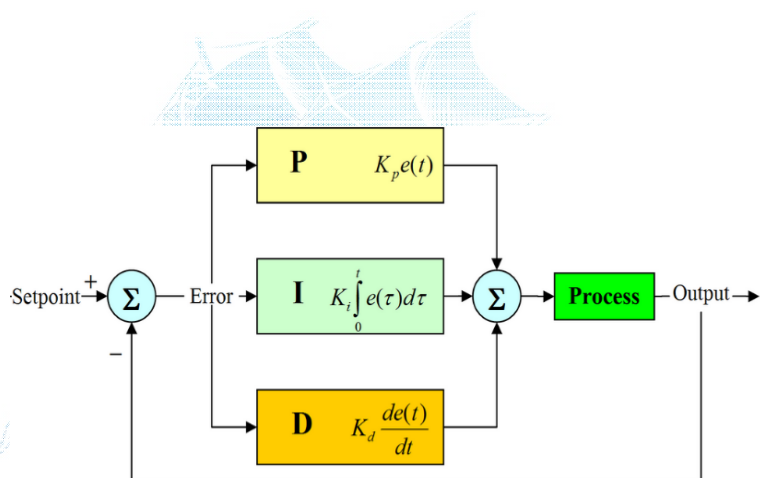 P K_p e(t)
+
·Setpoint Σ Error I K_i ∫_0^t e(τ)dτ Σ Process Output
−
D K_d de(t)/dt